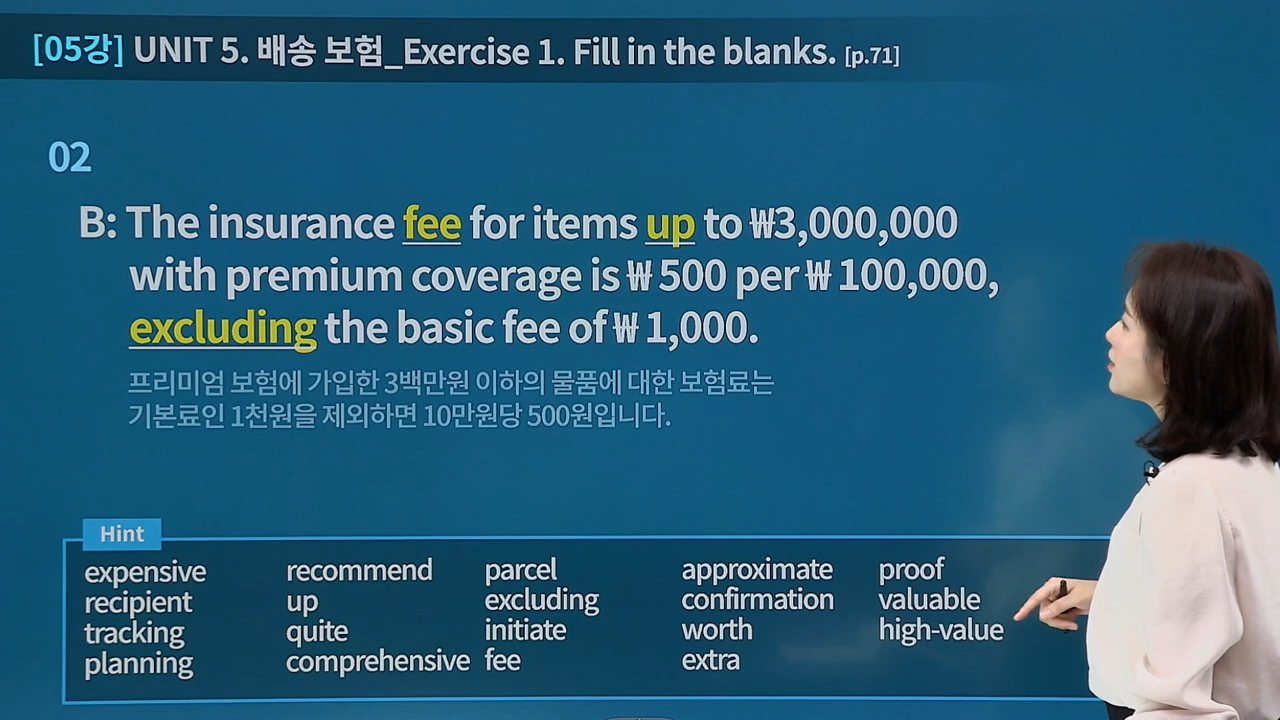 [05강] UNIT 5. 배송 보험_Exercise 1. Fill in the blanks. [p.71]
02
B: The insurance fee for items up to ₩3,000,000
with premium coverage is ₩ 500 per ₩ 100,000,
excluding the basic fee of ₩ 1,000.
프리미엄 보험에 가입한 3백만원 이하의 물품에 대한 보험료는
기본료인 1천원을 제외하면 10만원당 500원입니다.
Hint
expensive recommend parcel approximate proof
recipient up excluding confirmation valuable
tracking quite initiate worth high-value
planning comprehensive fee extra